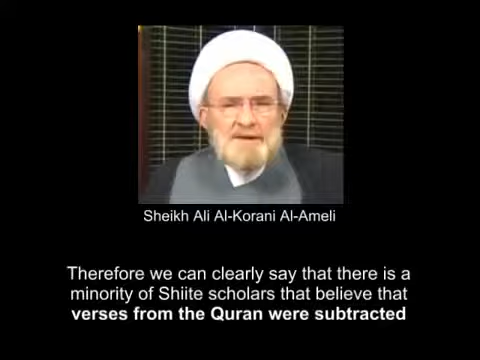 Sheikh Ali Al-Korani Al-Ameli
Therefore we can clearly say that there is a
minority of Shiite scholars that believe that
verses from the Quran were subtracted